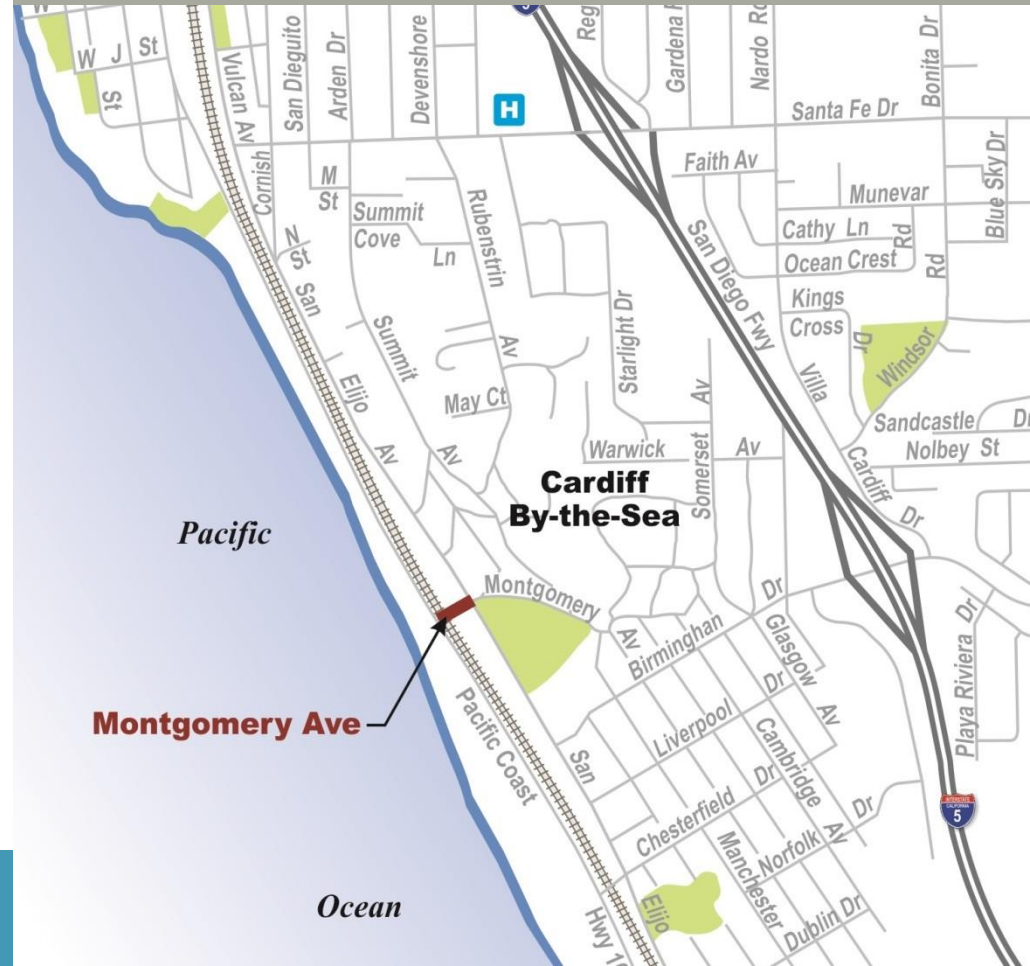 W J St
St
Vulcan Av
San Dieguito
Arden Dr
Devenshore
H
5
Gardena
Nardo Rd
Bonita Dr
Santa Fe Dr
Blue Sky Dr
Cornish
M
St
Summit
Cove
Ln
N
St
Rubenstrin
Av
Faith Av
Munevar
Cathy Ln
Rd
Ocean Crest
Rd
Kings
Cross
Dr
Windsor
San Diego Fwy
Villa
Cardiff
Dr
San
Elijo
Av
Summit
Av
May Ct
Starlight Dr
Warwick
Av
Somerset
Av
Sandcastle
Nolbey St
Cardiff
By-the-Sea
Pacific
Montgomery
Av
Birminghan
Dr
Glasgow
Av
Playa Riviera Dr
Montgomery Ave
Pacific Coast
Hwy
San
Elijo
Liverpool
Dr
Cambridge
Av
Chesterfield
Dr
Manchester
Norfolk
Dr
Dublin Dr
INTERSTATE
CALIFORNIA
5
Ocean